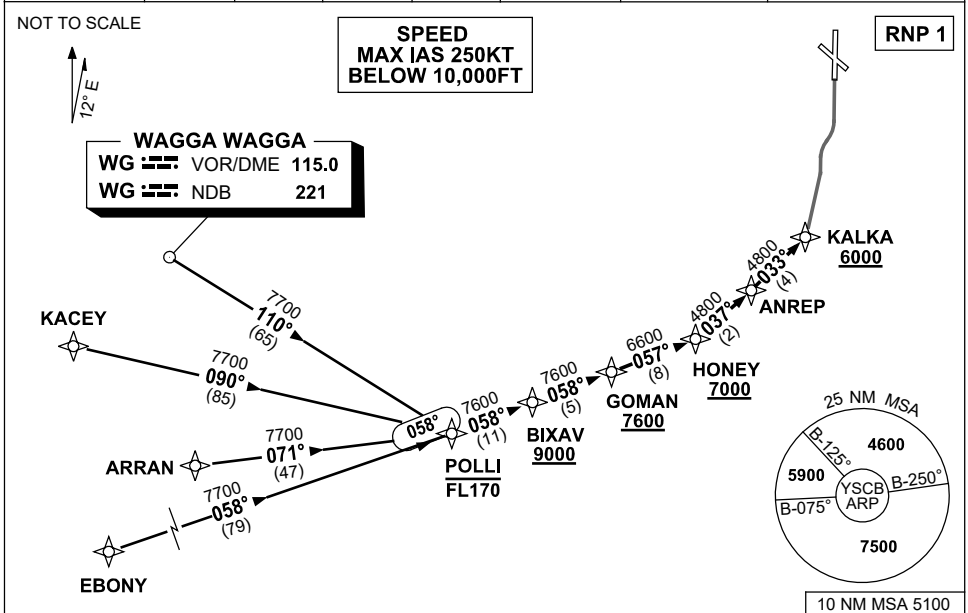 NOT TO SCALE
12° E
SPEED
MAX IAS 250KT
BELOW 10,000FT
RNP 1
WAGGA WAGGA
WG VOR/DME 115.0
WG NDB 221
KACEY
ARRAN
EBONY
7700
110°
(65)
7700
090°
(85)
7700
071°
(47)
7700
058°
(79)
058°
POLLI
FL170
7600
058°
(11)
BIXAV
9000
7600
058°
(5)
GOMAN
7600
6600
057°
(8)
HONEY
7000
4800
037°
(2)
ANREP
4800
033°
(4)
KALKA
6000
25 NM MSA
B-125°
4600
5900
B-250°
YSCB
ARP
B-075°
7500
10 NM MSA 5100